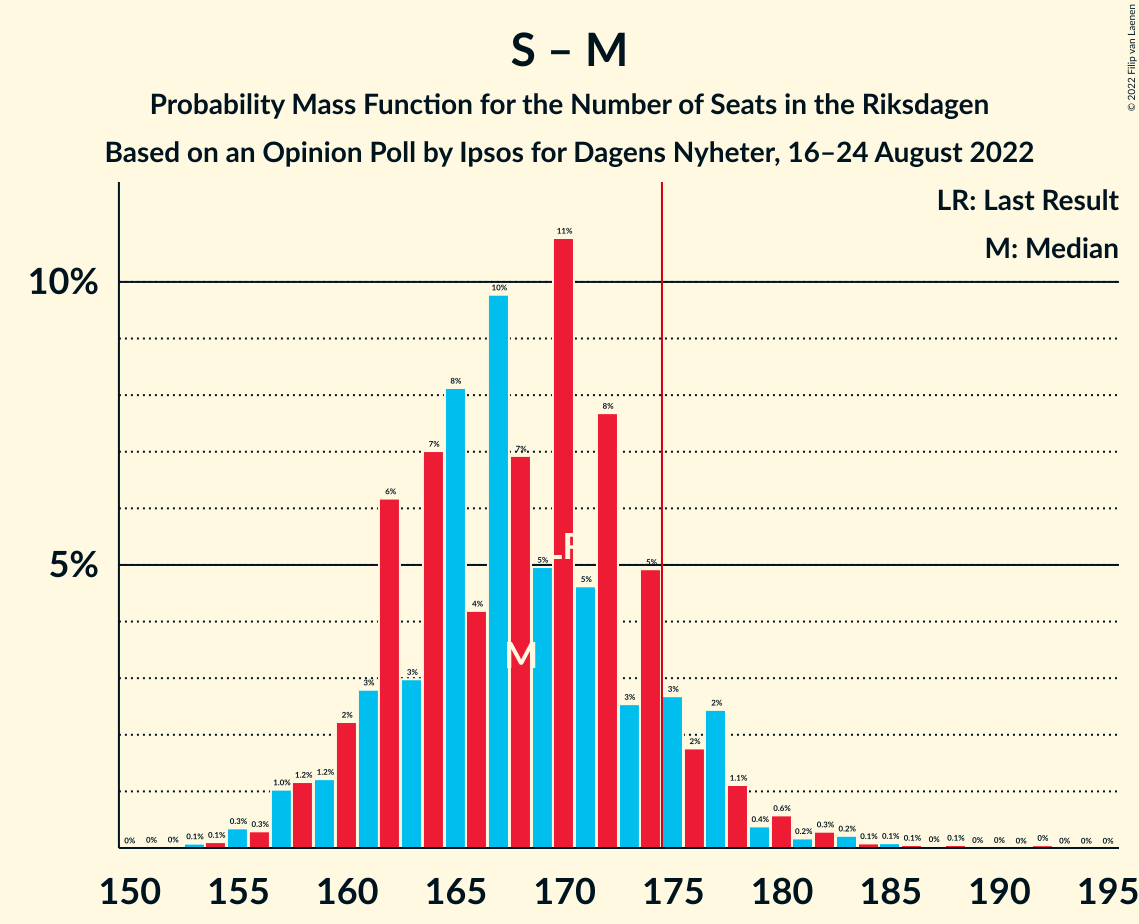 S – M
Probability Mass Function for the Number of Seats in the Riksdagen
Based on an Opinion Poll by Ipsos for Dagens Nyheter, 16–24 August 2022
© 2022 Filip van Laenen
LR: Last Result
M: Median
10%
5%
0% 0% 0% 0.1% 0.1% 0.3% 0.3% 1.0% 1.2% 1.2% 2% 3% 6% 3% 7% 8% 4% 10% 7% 5% 11% 5% 8% 3% 5% 3% 2% 2% 1.1% 0.4% 0.6% 0.2% 0.3% 0.2% 0.1% 0.1% 0.1% 0% 0.1% 0% 0% 0% 0% 0% 0% 0%
LR
M
150 155 160 165 170 175 180 185 190 195